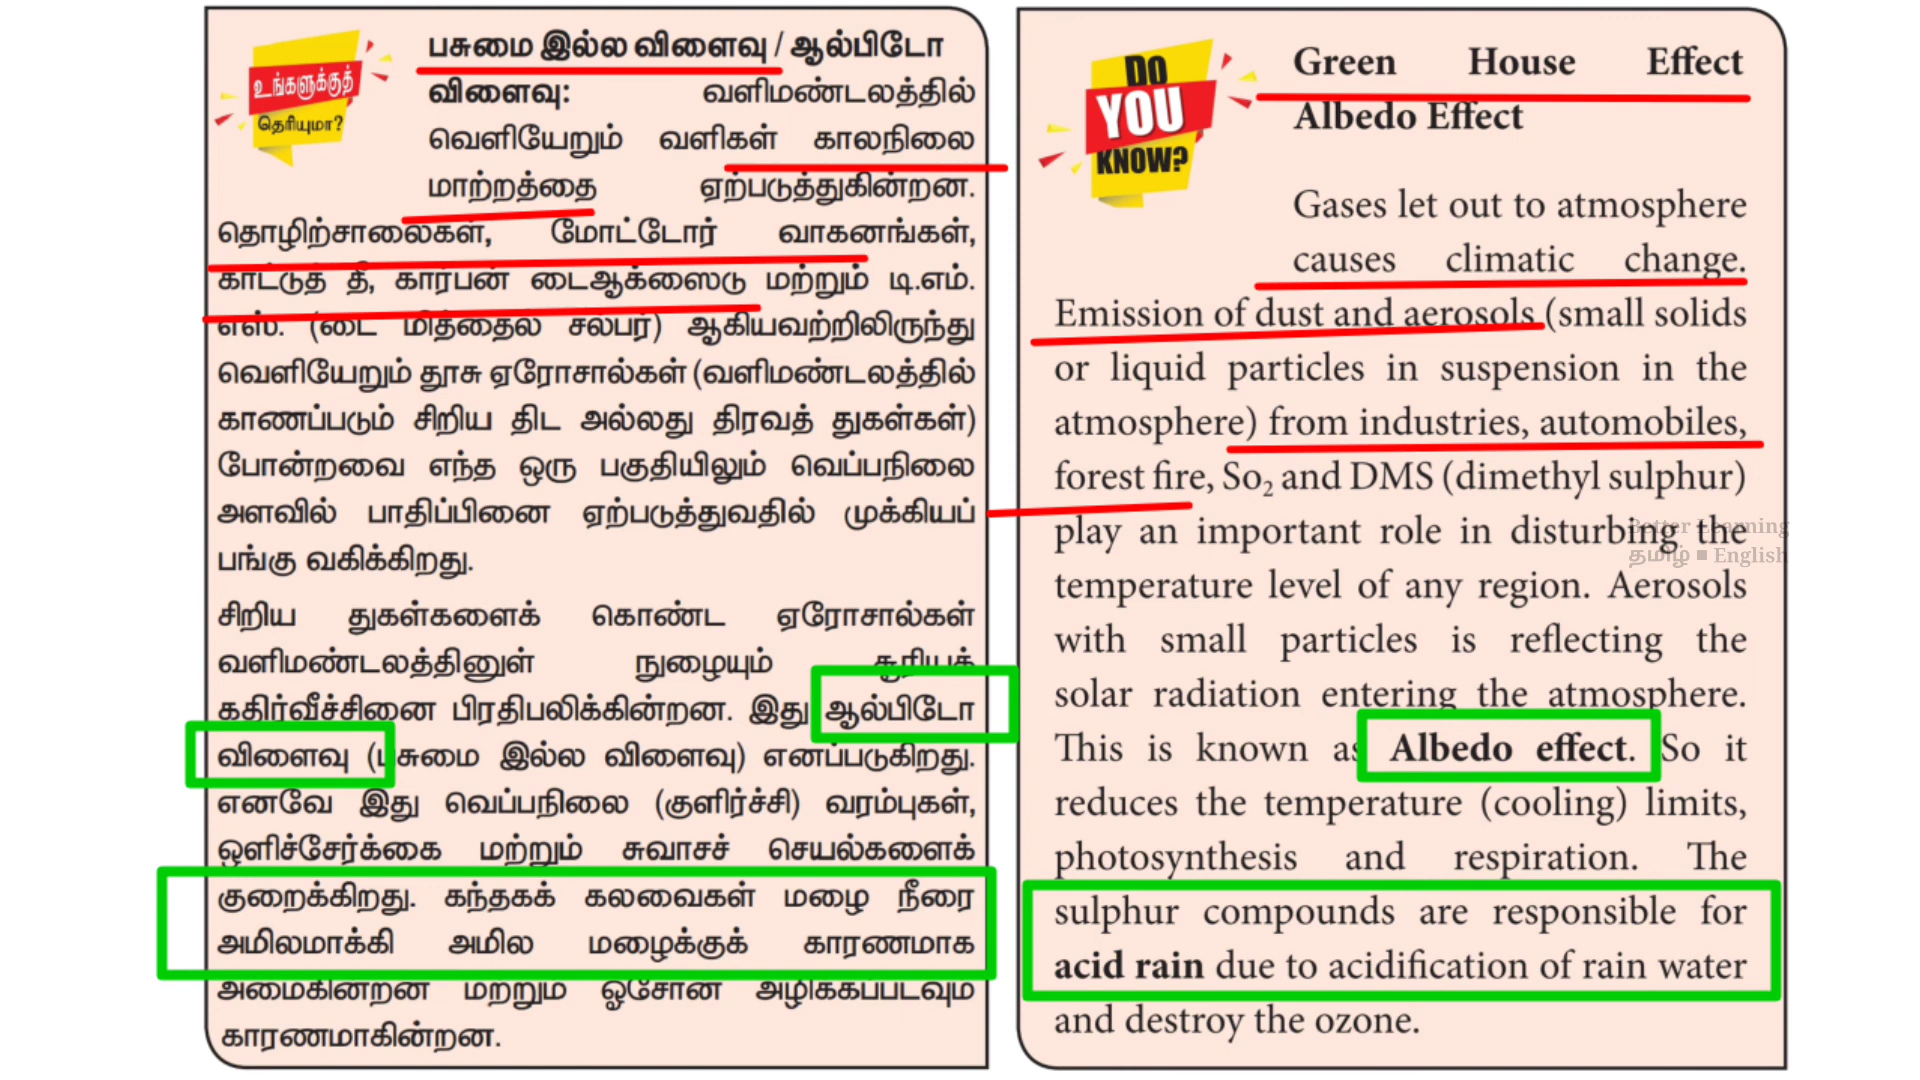 உங்களுக்குத்
தெரியுமா?
பசுமை இல்ல விளைவு / ஆல்பிடோ
விளைவு: வளிமண்டலத்தில்
வெளியேறும் வளிகள் காலநிலை
மாற்றத்தை ஏற்படுத்துகின்றன.
தொழிற்சாலைகள், மோட்டோர் வாகனங்கள்,
காட்டுத் தீ, கார்பன் டைஆக்ஸைடு மற்றும் டி.எம்.
எஸ். (டை மித்தைல் சல்பர்) ஆகியவற்றிலிருந்து
வெளியேறும் தூசு ஏரோசால்கள் (வளிமண்டலத்தில்
காணப்படும் சிறிய திட அல்லது திரவத் துகள்கள்)
போன்றவை எந்த ஒரு பகுதியிலும் வெப்பநிலை
அளவில் பாதிப்பினை ஏற்படுத்துவதில் முக்கியப்
பங்கு வகிக்கிறது.
சிறிய துகள்களைக் கொண்ட ஏரோசால்கள்
வளிமண்டலத்தினுள் நுழையும் சூரியக்
கதிர்வீச்சினை பிரதிபலிக்கின்றன. இது ஆல்பிடோ
விளைவு (பசுமை இல்ல விளைவு) எனப்படுகிறது.
எனவே இது வெப்பநிலை (குளிர்ச்சி) வரம்புகள்,
ஒளிச்சேர்க்கை மற்றும் சுவாசச் செயல்களைக்
குறைக்கிறது. கந்தகக் கலவைகள் மழை நீரை
அமிலமாக்கி அமில மழைக்குக் காரணமாக
அமைகின்றன மற்றும் ஓசோன் அழிக்கப்படவும்
காரணமாகின்றன.
DO
YOU
KNOW?
Green House Effect
Albedo Effect
Gases let out to atmosphere
causes climatic change.
Emission of dust and aerosols (small solids
or liquid particles in suspension in the
atmosphere) from industries, automobiles,
forest fire, So₂ and DMS (dimethyl sulphur)
play an important role in disturbing the
temperature level of any region. Aerosols
with small particles is reflecting the
solar radiation entering the atmosphere.
This is known as Albedo effect. So it
reduces the temperature (cooling) limits,
photosynthesis and respiration. The
sulphur compounds are responsible for
acid rain due to acidification of rain water
and destroy the ozone.
Better Learning
தமிழ் ▪ English